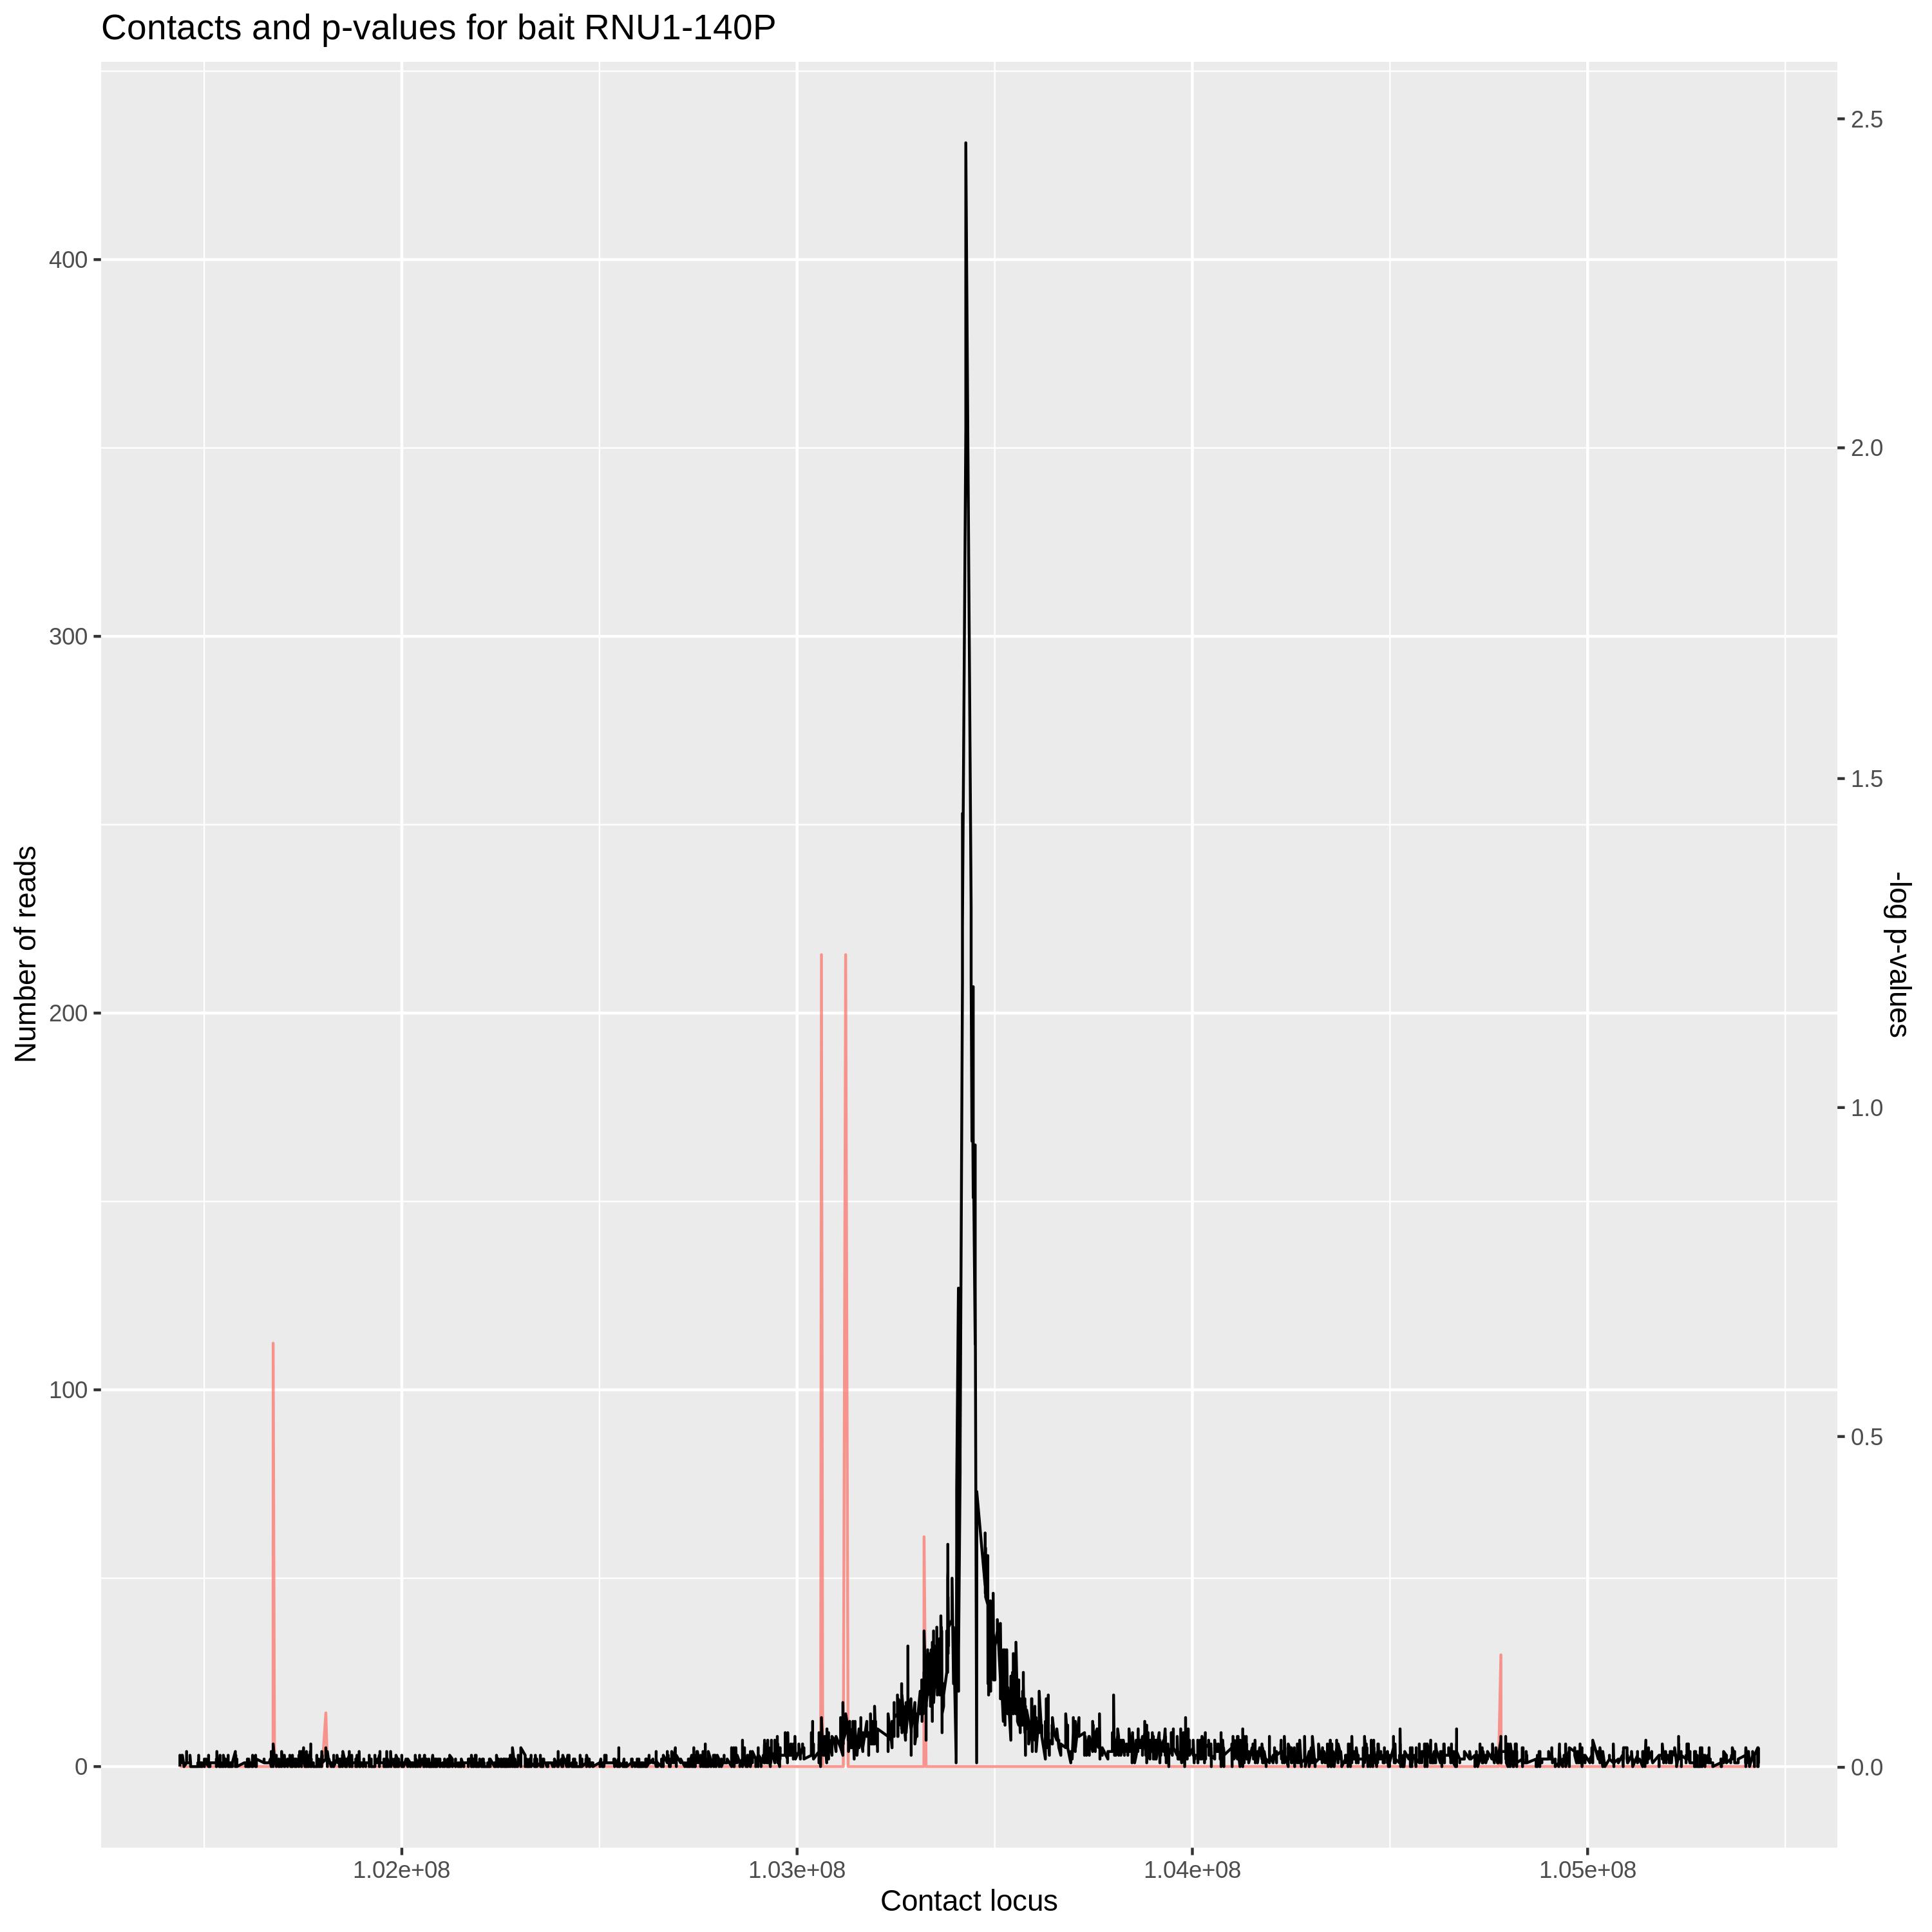 Contacts and p-values for bait RNU1-140P
Number of reads
400
300
200
100
0
2.5
2.0
1.5
1.0
0.5
0.0
-log p-values
1.02e+08
1.03e+08
1.04e+08
1.05e+08
Contact locus